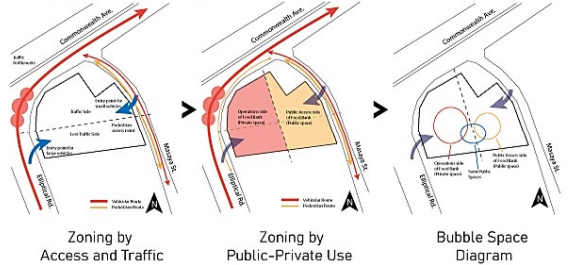 Commonwealth Ave.
Traffic
Bottlenecks
Entry point for
small vehicles
Traffic Side
Pedestrian
access point
Less Traffic Side
Entry point for
large vehicles
Elliptical Rd.
Masaya St.
Vehicular Route
Pedestrian Route
N
Zoning by
Access and Traffic
>
Commonwealth Ave.
Operations side
of Food Bank
(Private space)
Public Access side
of Food Bank
(Public space)
Elliptical Rd.
Masaya St.
Vehicular Route
Pedestrian Route
N
Zoning by
Public-Private Use
>
Commonwealth Ave.
Operations side
of Food Bank
(Private space)
Semi-Public
Spaces
Public Access side
of Food Bank
(Public space)
Elliptical Rd.
Masaya St.
N
Bubble Space
Diagram